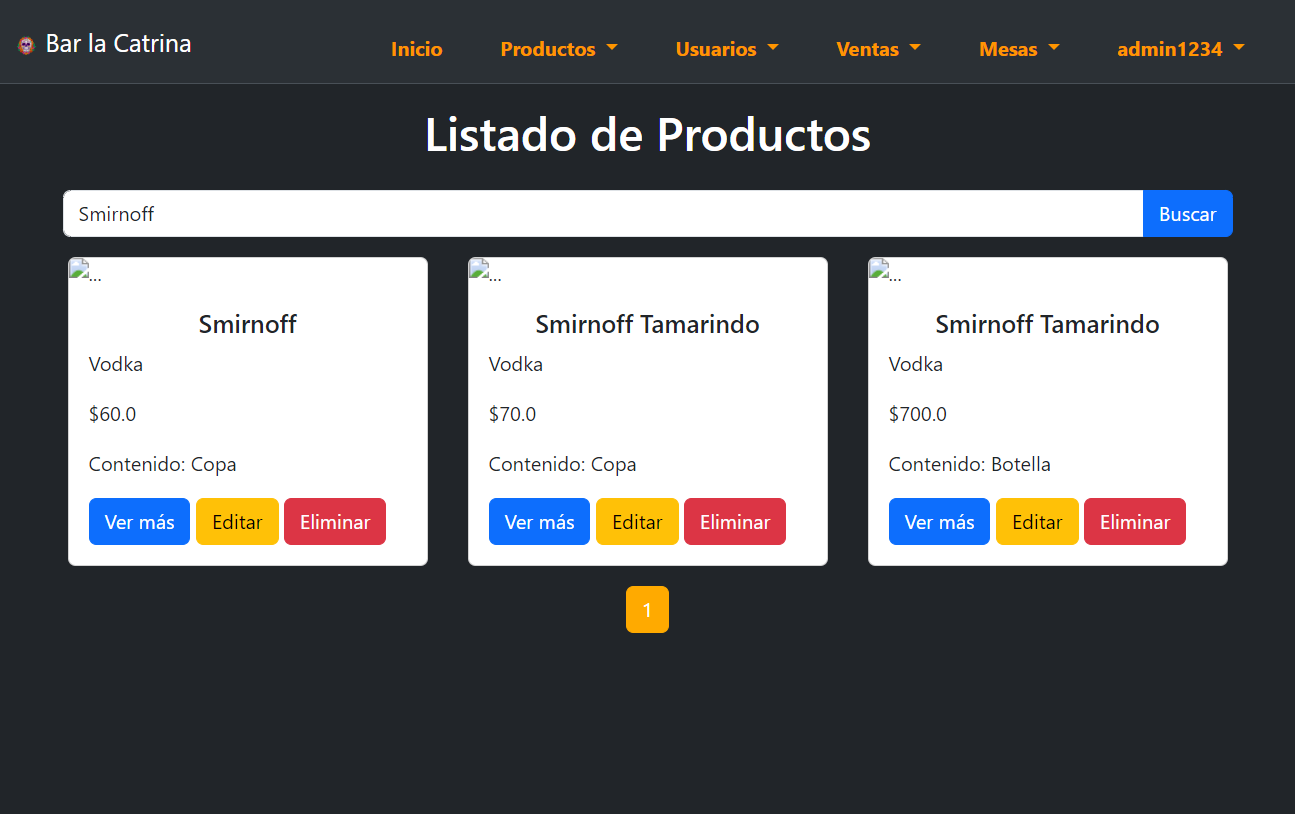 Bar la Catrina Inicio Productos Usuarios Ventas Mesas admin1234
Listado de Productos
Smirnoff Buscar
... ... ...
Smirnoff Smirnoff Tamarindo Smirnoff Tamarindo
Vodka Vodka Vodka
$60.0 $70.0 $700.0
Contenido: Copa Contenido: Copa Contenido: Botella
Ver más Editar Eliminar Ver más Editar Eliminar Ver más Editar Eliminar
1